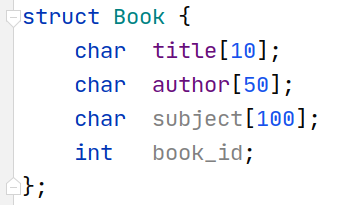 struct Book {
    char  title[10];
    char  author[50];
    char  subject[100];
    int   book_id;
};